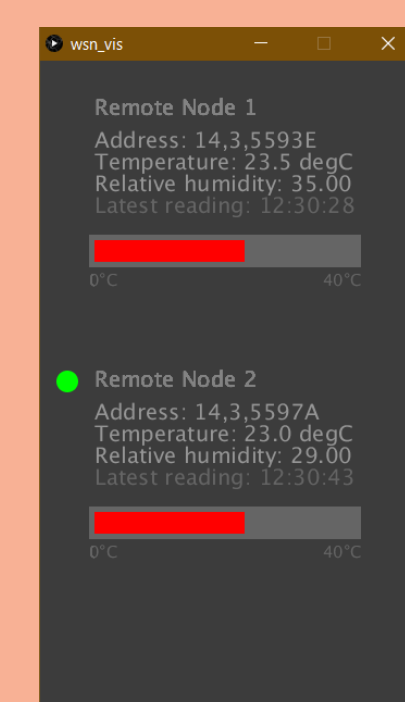 wsn_vis
Remote Node 1
Address: 14,3,5593E
Temperature: 23.5 degC
Relative humidity: 35.00
Latest reading: 12:30:28
0°C 40°C
Remote Node 2
Address: 14,3,5597A
Temperature: 23.0 degC
Relative humidity: 29.00
Latest reading: 12:30:43
0°C 40°C